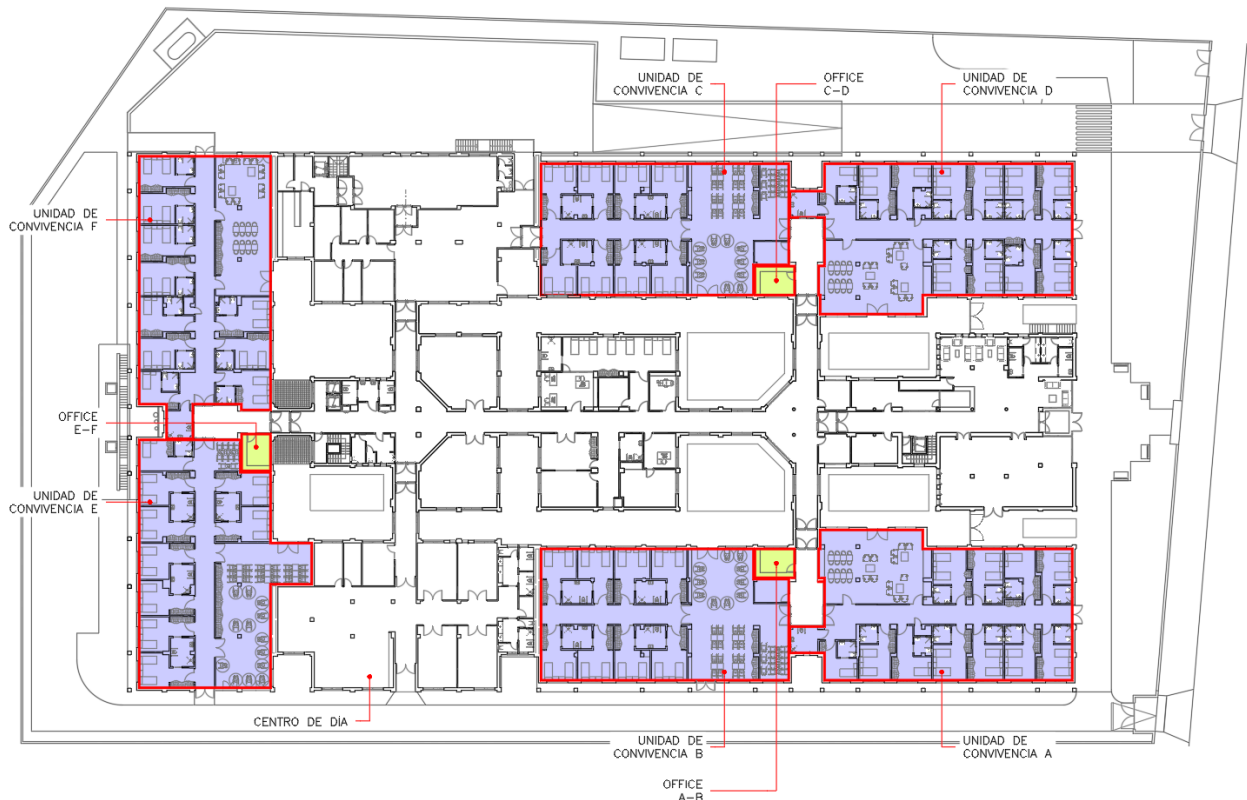 UNIDAD DE
CONVIVENCIA C
OFFICE
C-D
UNIDAD DE
CONVIVENCIA D
UNIDAD DE
CONVIVENCIA F
OFFICE
E-F
UNIDAD DE
CONVIVENCIA E
CENTRO DE DÍA
UNIDAD DE
CONVIVENCIA B
UNIDAD DE
CONVIVENCIA A
OFFICE
A-B